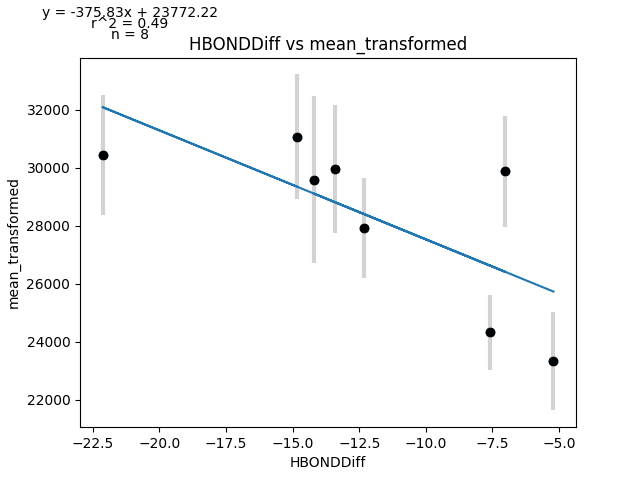 y = -375.83x + 23772.22
r^2 = 0.49
n = 8
HBONDDiff vs mean_transformed
mean_transformed
32000
30000
28000
26000
24000
22000
−22.5 −20.0 −17.5 −15.0 −12.5 −10.0 −7.5 −5.0
HBONDDiff